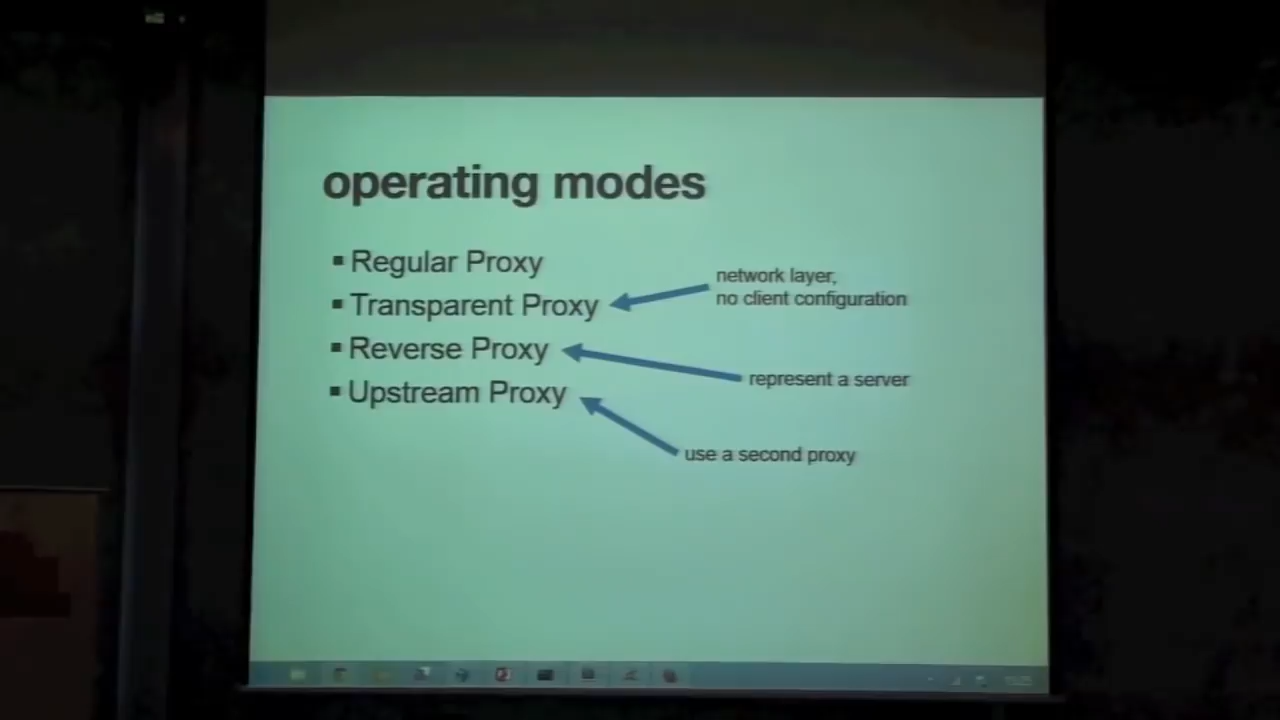 operating modes
▪ Regular Proxy
▪ Transparent Proxy
network layer,
no client configuration
▪ Reverse Proxy
represent a server
▪ Upstream Proxy
use a second proxy